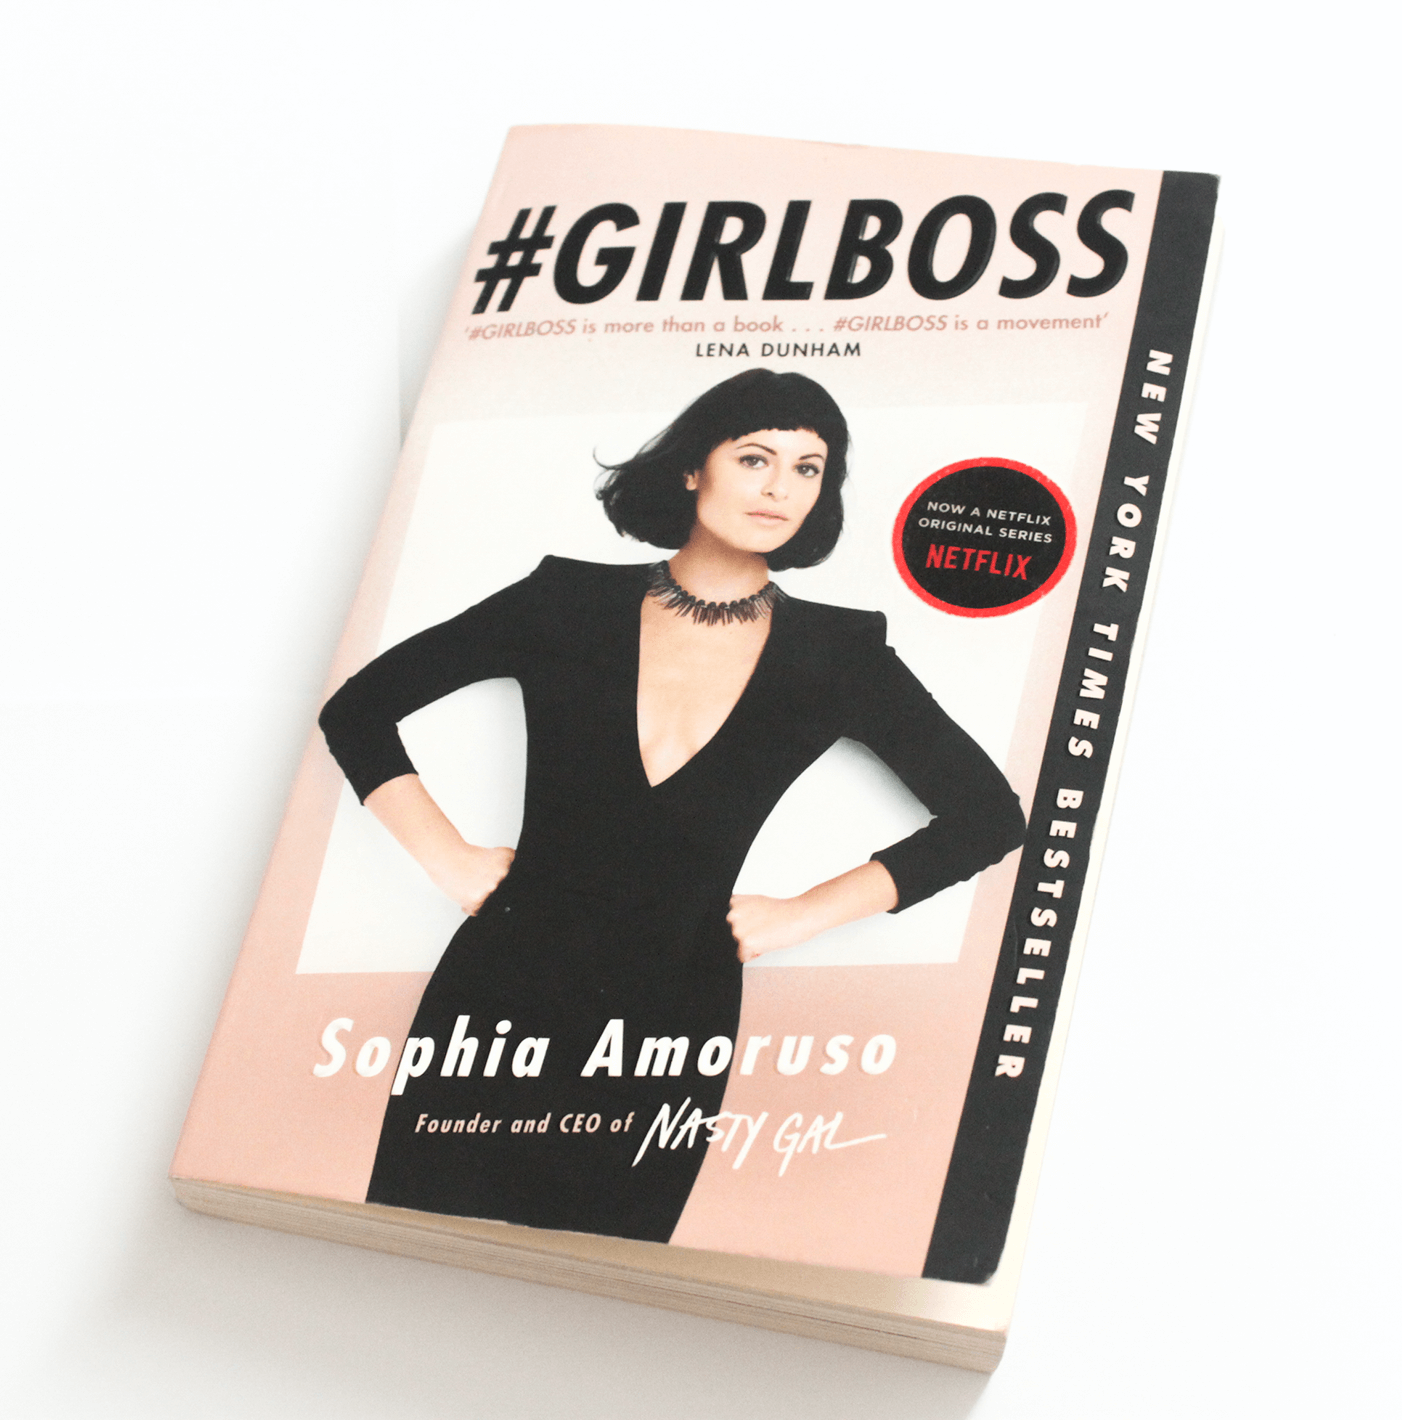 #GIRLBOSS
'#GIRLBOSS is more than a book . . . #GIRLBOSS is a movement'
LENA DUNHAM
NOW A NETFLIX
ORIGINAL SERIES
NETFLIX
NEW YORK TIMES BESTSELLER
Sophia Amoruso
Founder and CEO of NASTY GAL